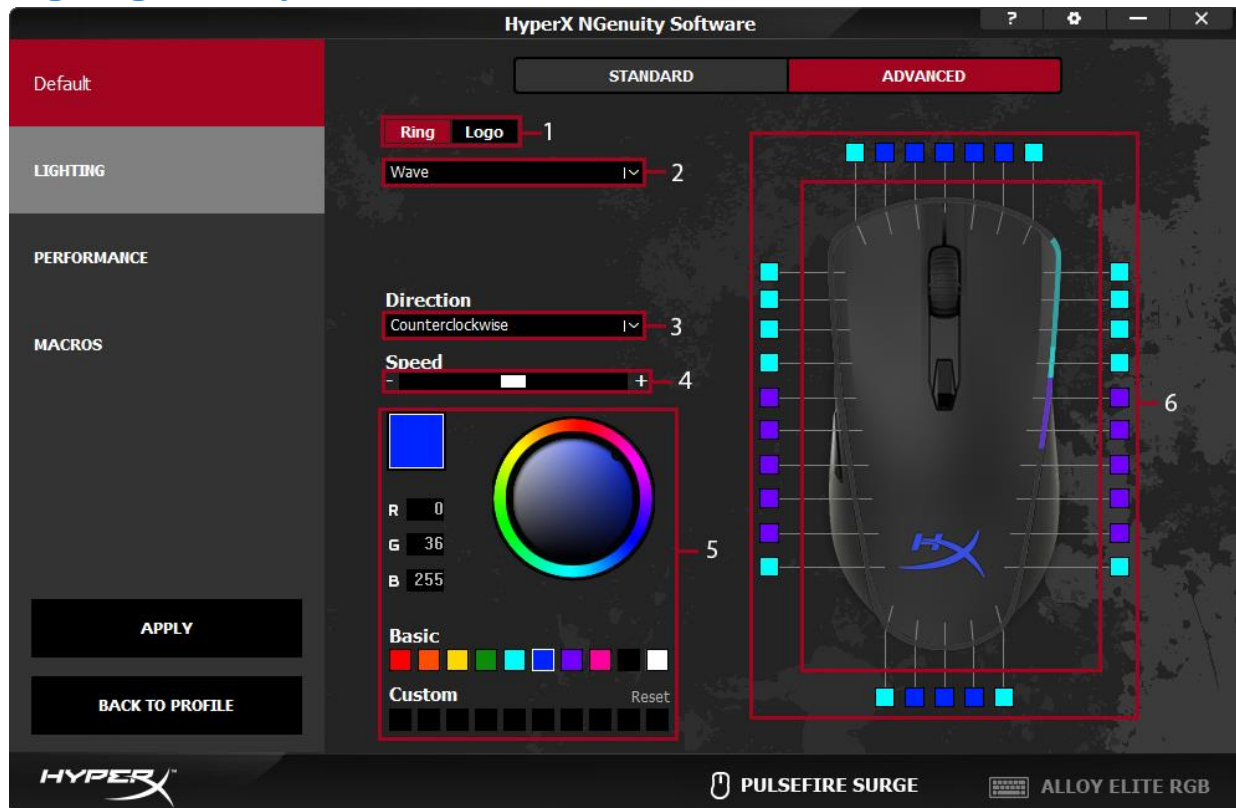 HyperX NGenuity Software
?
Default
STANDARD
ADVANCED
Ring
Logo
1
LIGHTING
Wave
2
PERFORMANCE
Direction
Counterclockwise
3
MACROS
Speed
-
+
4
6
R 0
G 36
5
B 255
APPLY
Basic
Custom
Reset
BACK TO PROFILE
HYPERX
PULSEFIRE SURGE
ALLOY ELITE RGB